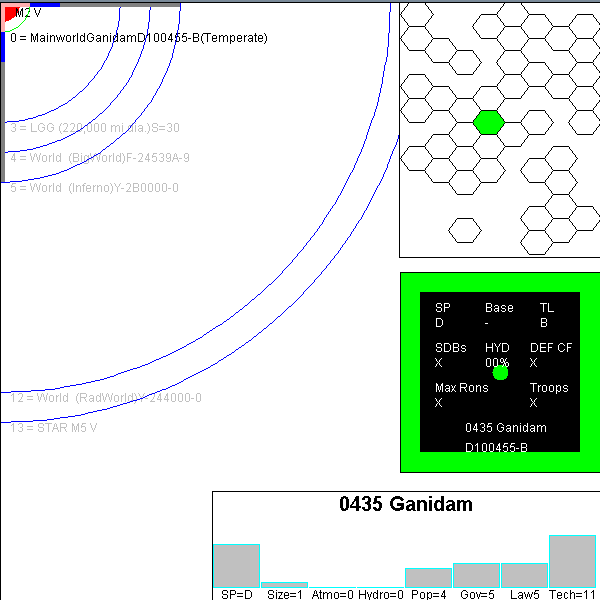 M2 V
0 = MainworldGanidamD100455-B(Temperate)
3 = LGG (220,000 mi dia.)S=30
4 = World  (BigWorld)F-24539A-9
5 = World  (Inferno)Y-2B0000-0
12 = World  (RadWorld)Y-244000-0
13 = STAR M5 V
SP Base TL
D - B
SDBs HYD DEF CF
X 00% X
Max Rons Troops
X X
0435 Ganidam
D100455-B
0435 Ganidam
SP=D Size=1 Atmo=0 Hydro=0 Pop=4 Gov=5 Law5 Tech=11